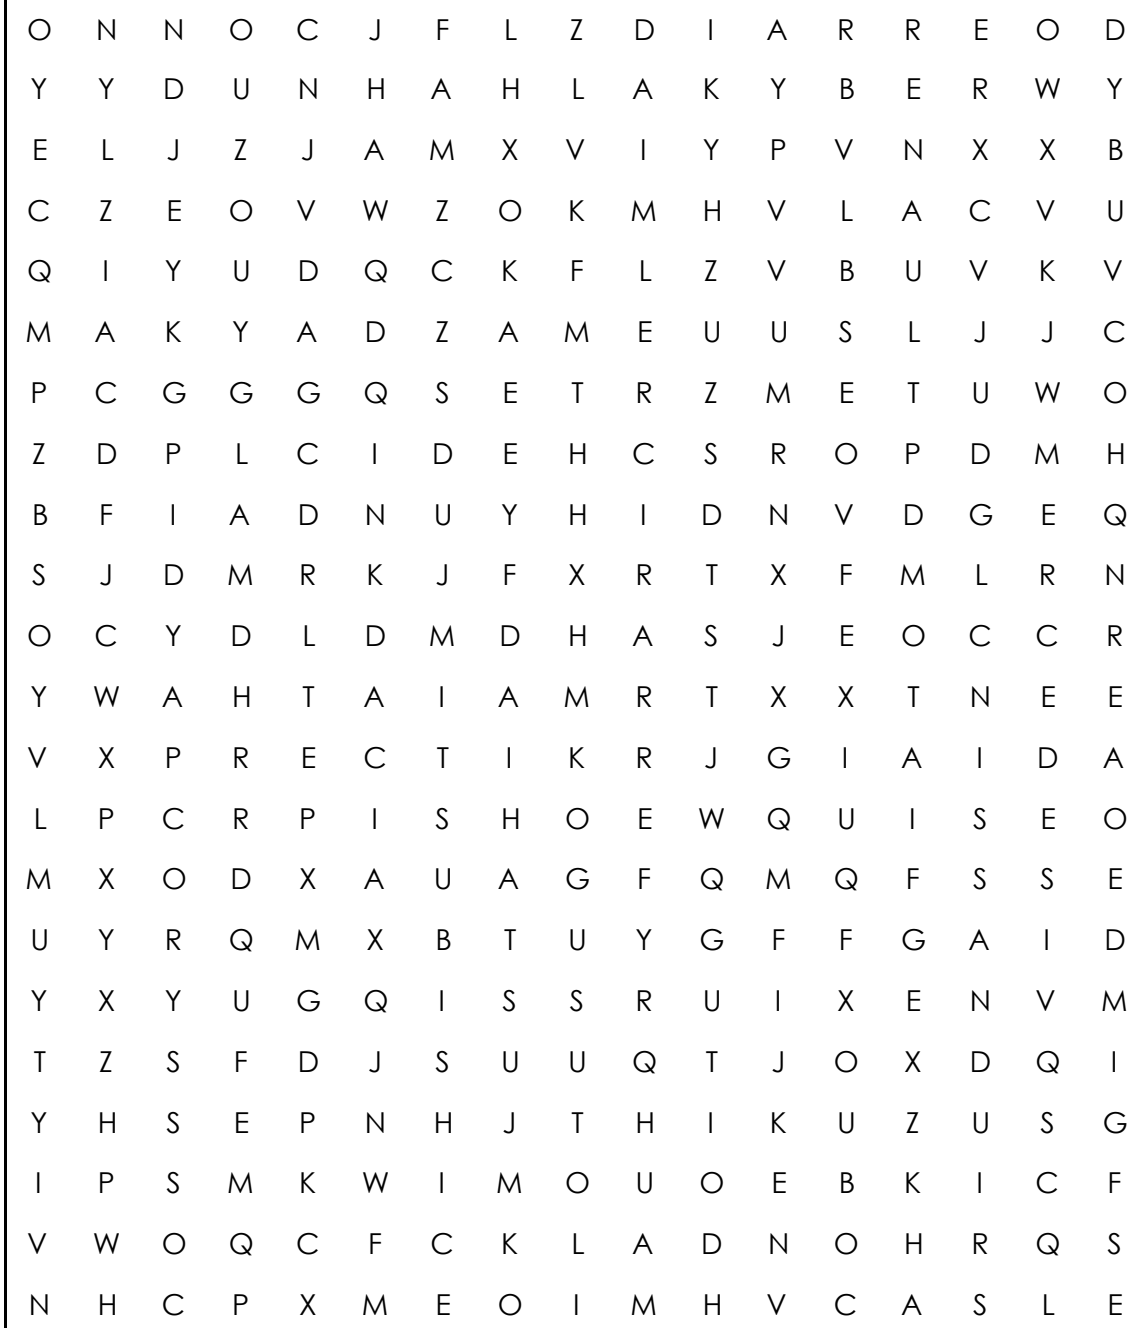 O N N O C J F L Z D I A R R E O D
Y Y D U N H A H L A K Y B E R W Y
E L J Z J A M X V I Y P V N X X B
C Z E O V W Z O K M H V L A C V U
Q I Y U D Q C K F L Z V B U V K V
M A K Y A D Z A M E U U S L J J C
P C G G G Q S E T R Z M E T U W O
Z D P L C I D E H C S R O P D M H
B F I A D N U Y H I D N V D G E Q
S J D M R K J F X R T X F M L R N
O C Y D L D M D H A S J E O C C R
Y W A H T A I A M R T X X T N E E
V X P R E C T I K R J G I A I D A
L P C R P I S H O E W Q U I S E O
M X O D X A U A G F Q M Q F S S E
U Y R Q M X B T U Y G F F G A I D
Y X Y U G Q I S S R U I X E N V M
T Z S F D J S U U Q T J O X D Q I
Y H S E P N H J T H I K U Z U S G
I P S M K W I M O U O E B K I C F
V W O Q C F C K L A D N O H R Q S
N H C P X M E O I M H V C A S L E